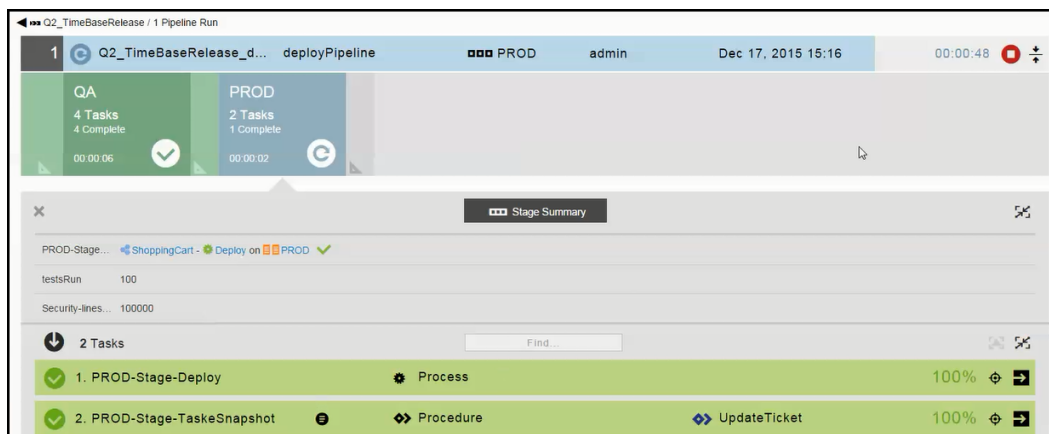 Q2_TimeBaseRelease / 1 Pipeline Run
1 Q2_TimeBaseRelease_d... deployPipeline PROD admin Dec 17, 2015 15:16 00:00:48
QA PROD
4 Tasks 2 Tasks
4 Complete 1 Complete
00:00:06 00:00:02
Stage Summary
PROD-Stage... ShoppingCart - Deploy on PROD
testsRun 100
Security-lines... 100000
2 Tasks Find...
1. PROD-Stage-Deploy Process 100%
2. PROD-Stage-TaskeSnapshot Procedure UpdateTicket 100%